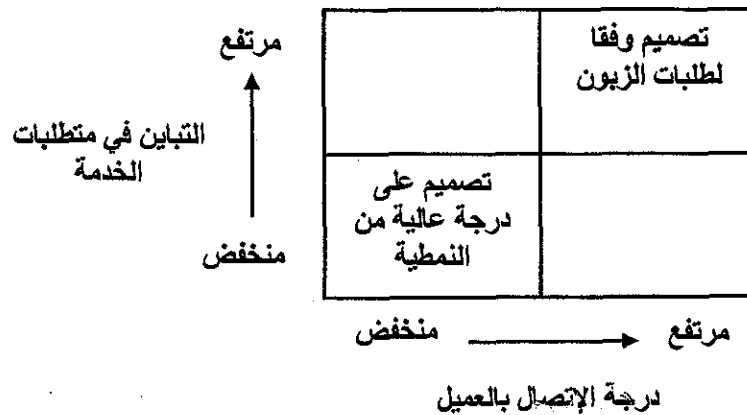 تصميم وفقا
لطلبات الزبون
مرتفع
التباين في متطلبات
الخدمة
تصميم على
درجة عالية من
النمطية
منخفض
مرتفع
منخفض
درجة الإتصال بالعميل